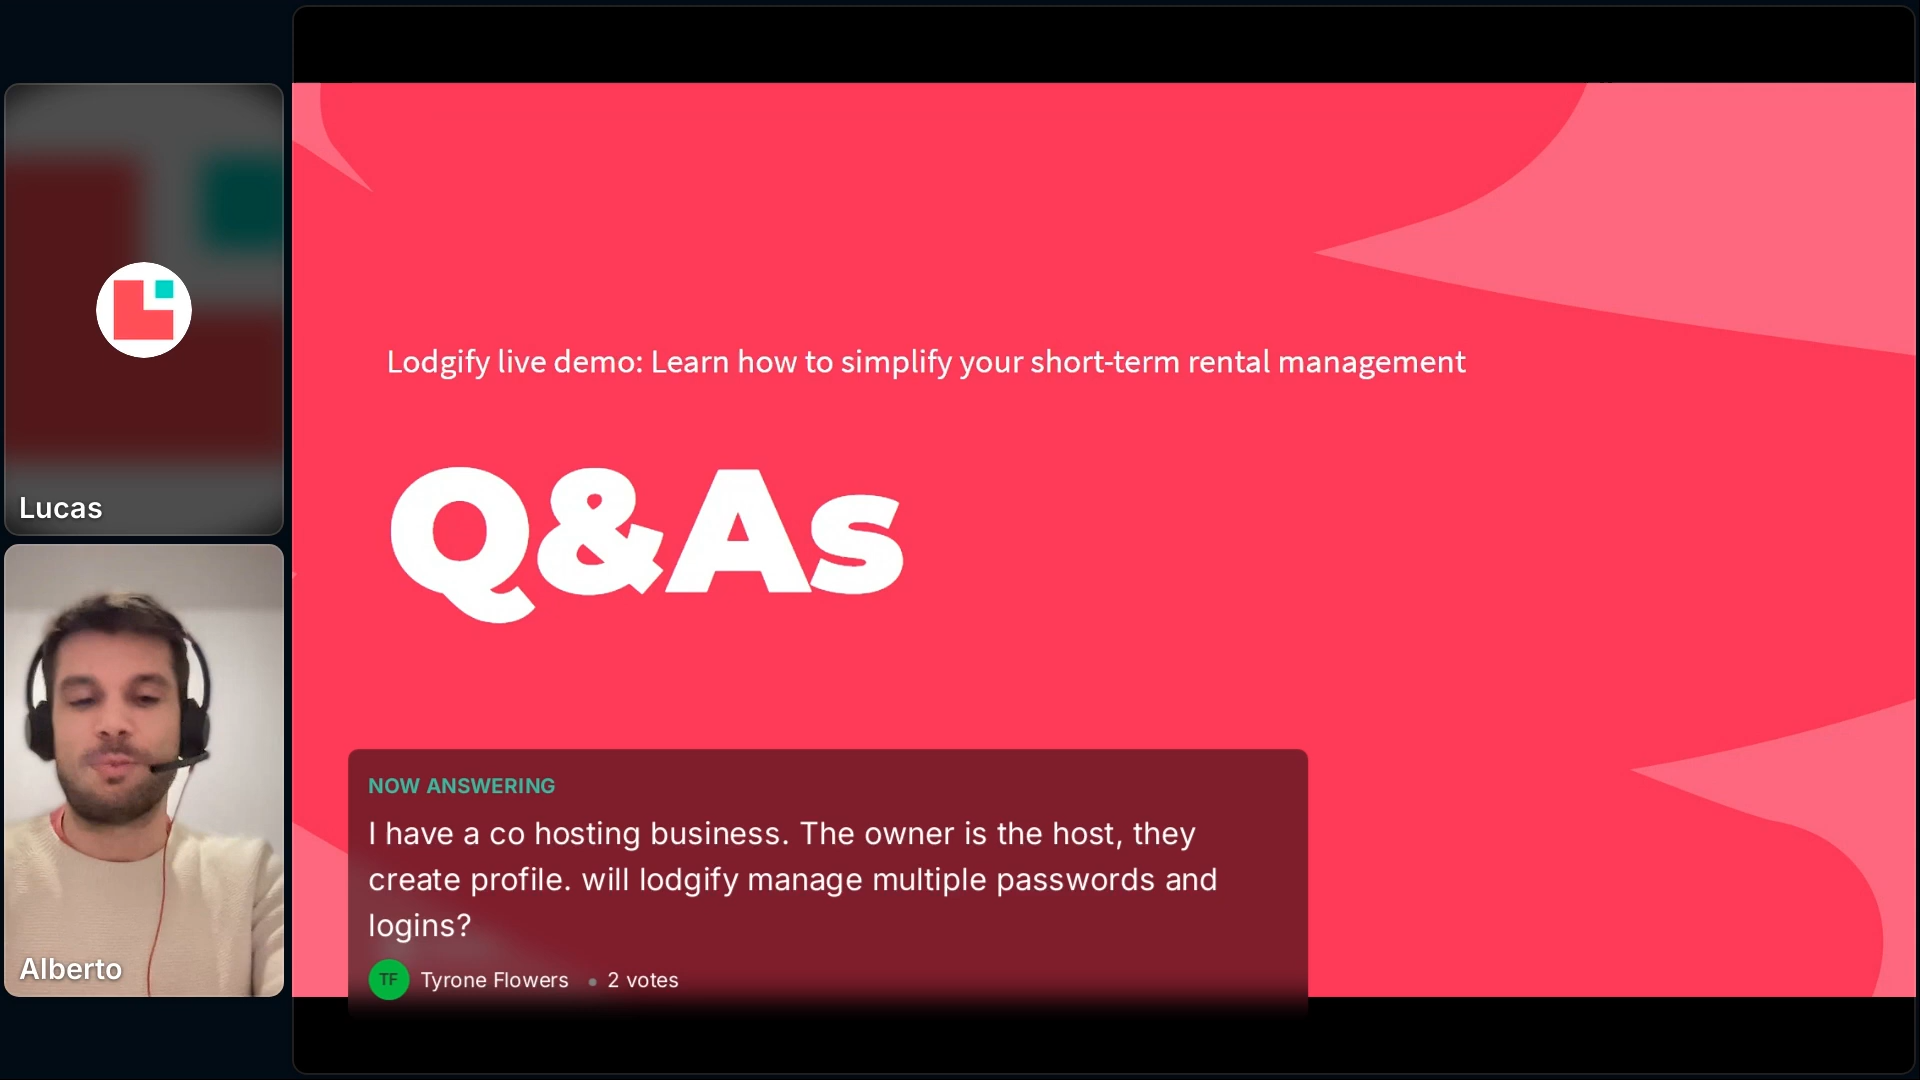 Lucas
Alberto
Lodgify live demo: Learn how to simplify your short-term rental management
Q&As
NOW ANSWERING
I have a co hosting business. The owner is the host, they
create profile. will lodgify manage multiple passwords and
logins?
TF Tyrone Flowers • 2 votes